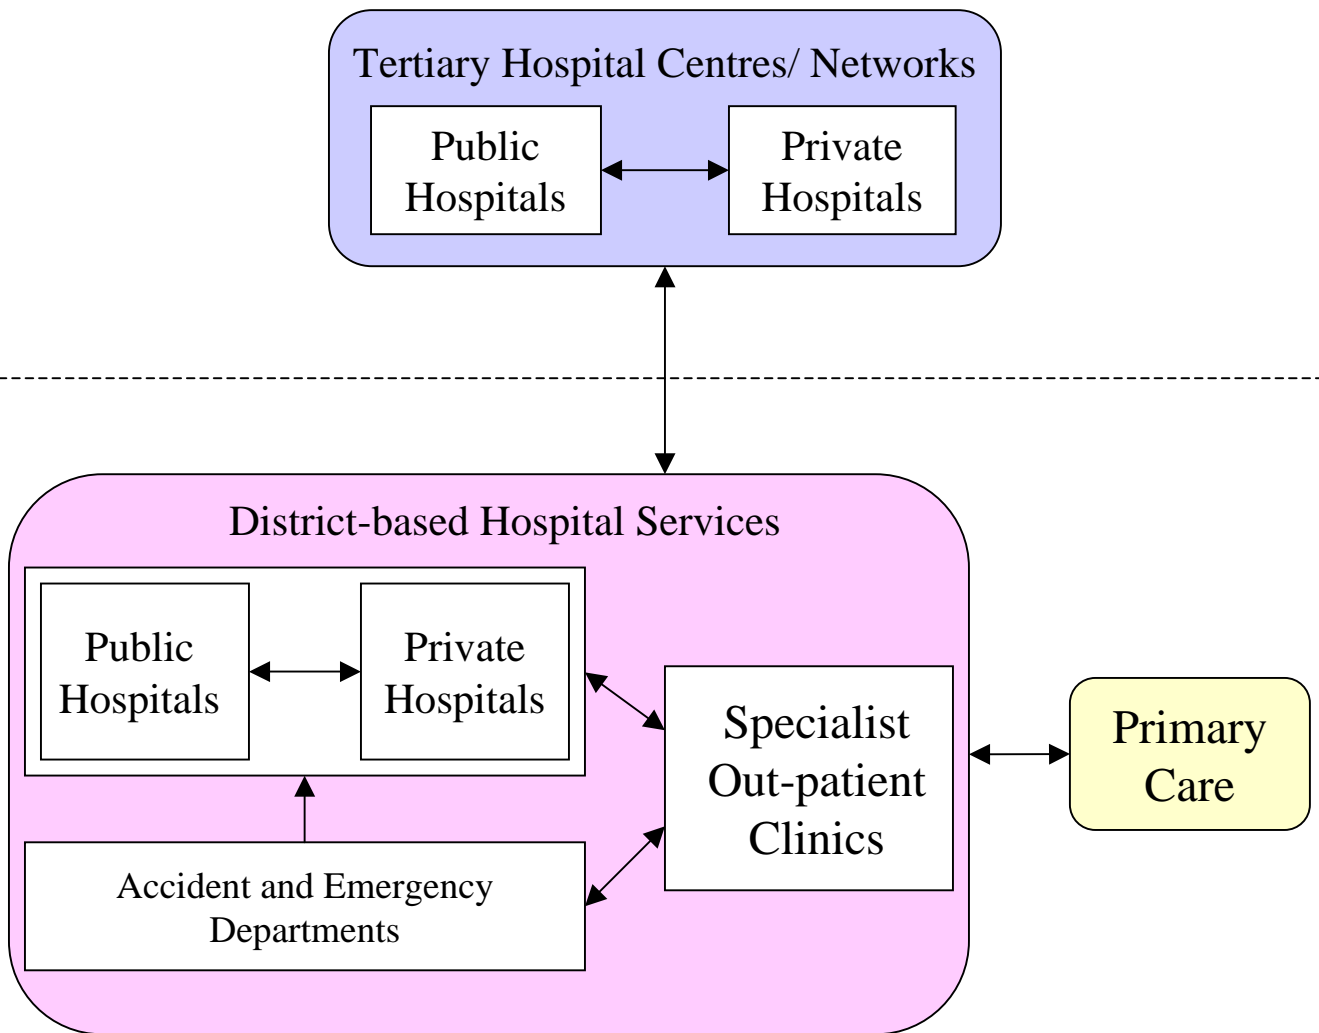 Tertiary Hospital Centres/ Networks
Public
Hospitals
Private
Hospitals
District-based Hospital Services
Public
Hospitals
Private
Hospitals
Specialist
Out-patient
Clinics
Primary
Care
Accident and Emergency
Departments